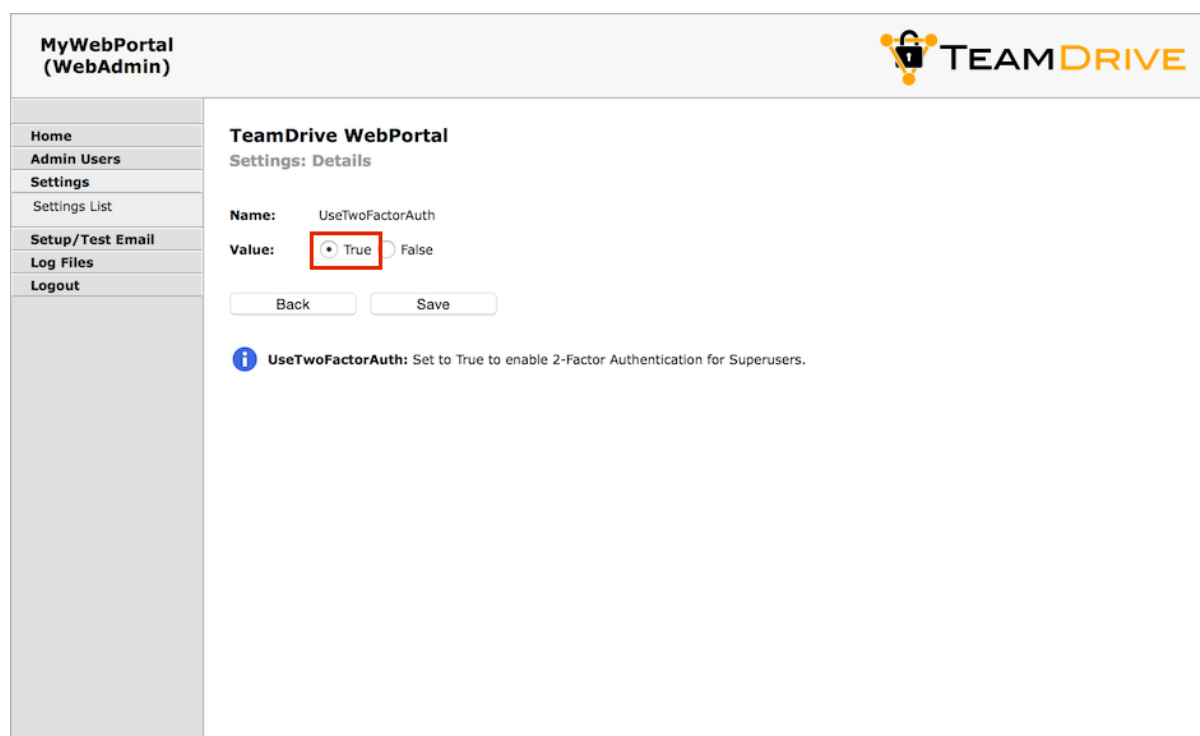 MyWebPortal
(WebAdmin)
TEAMDRIVE
Home
Admin Users
Settings
Settings List
Setup/Test Email
Log Files
Logout
TeamDrive WebPortal
Settings: Details
Name: UseTwoFactorAuth
Value: True False
Back Save
UseTwoFactorAuth: Set to True to enable 2-Factor Authentication for Superusers.